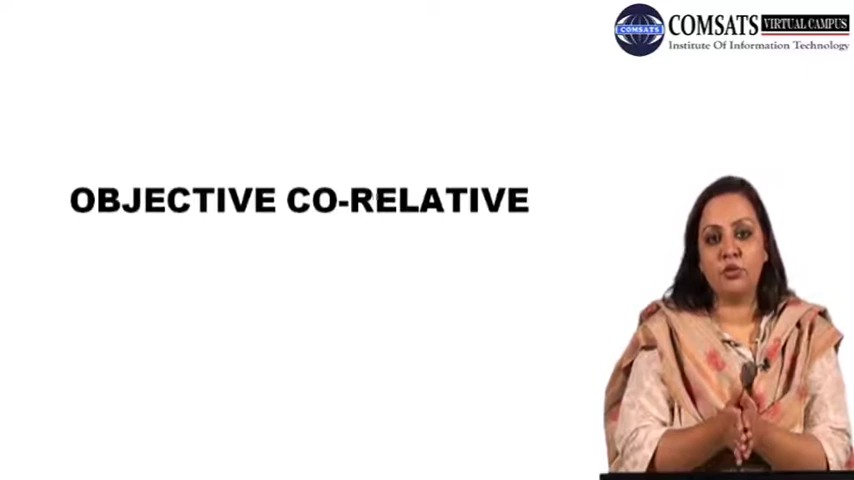 COMSATS VIRTUAL CAMPUS
Institute Of Information Technology
COMSATS
OBJECTIVE CO-RELATIVE